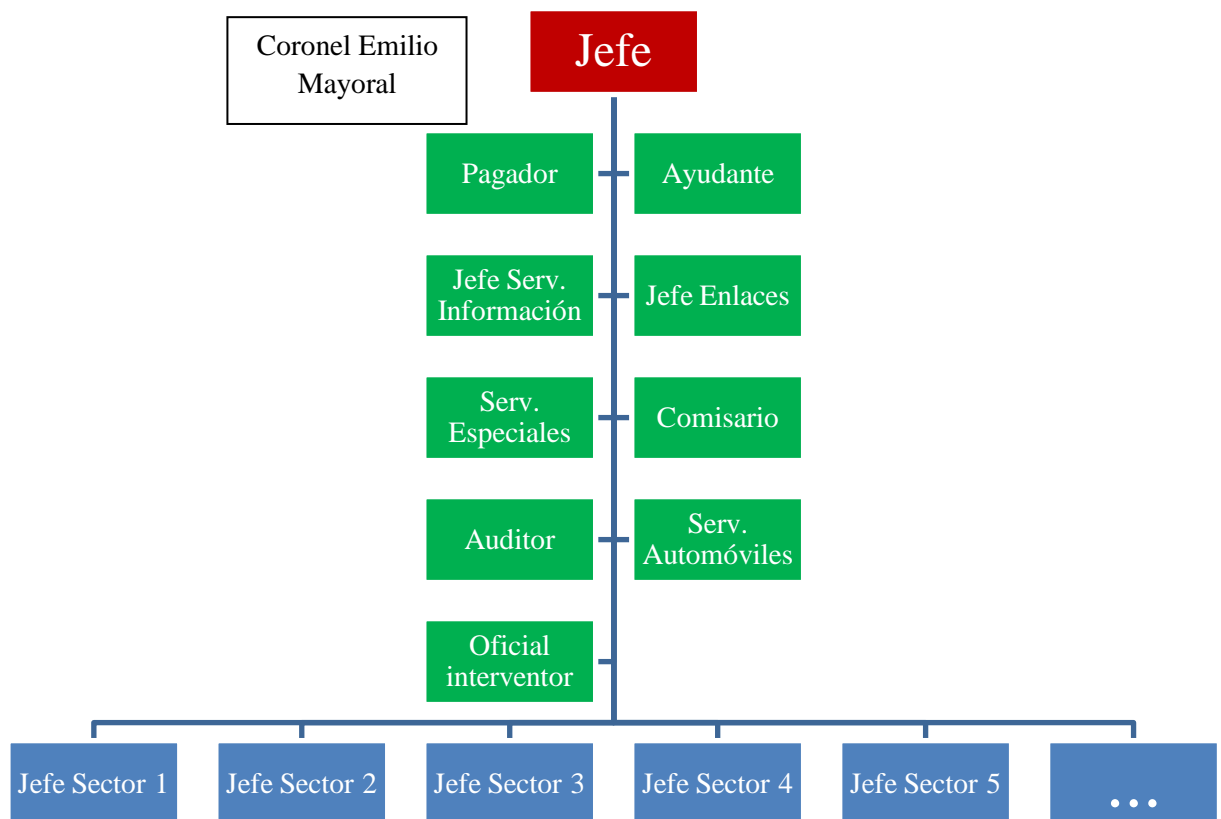 Coronel Emilio
Mayoral
Jefe
Pagador
Ayudante
Jefe Serv.
Información
Jefe Enlaces
Serv.
Especiales
Comisario
Auditor
Serv.
Automóviles
Oficial
interventor
Jefe Sector 1
Jefe Sector 2
Jefe Sector 3
Jefe Sector 4
Jefe Sector 5
...